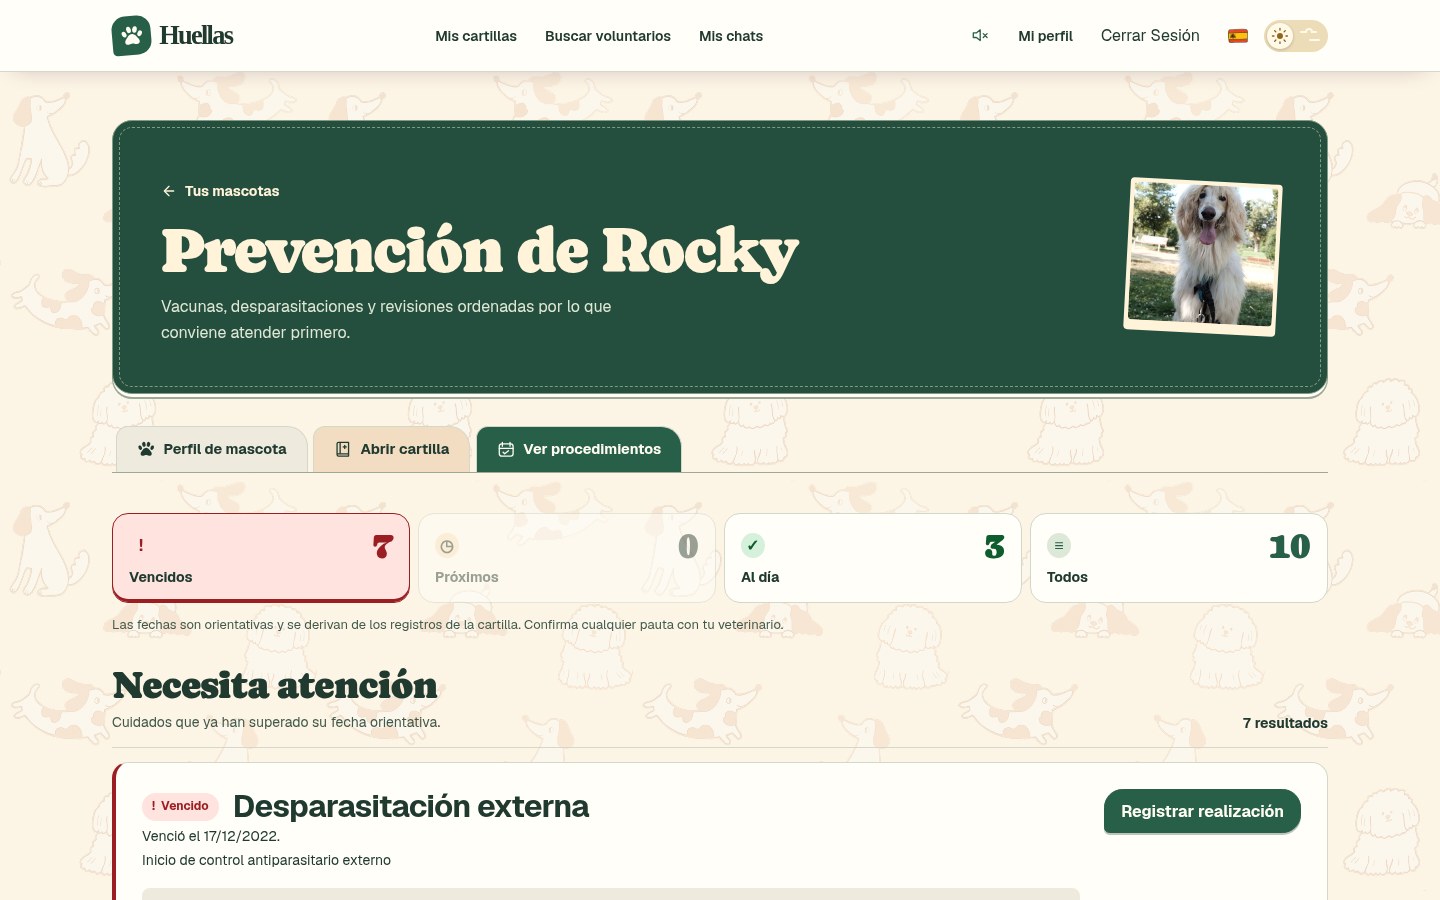 Huellas
Mis cartillas
Buscar voluntarios
Mis chats
Mi perfil
Cerrar Sesión
Tus mascotas
Prevención de Rocky
Vacunas, desparasitaciones y revisiones ordenadas por lo que
conviene atender primero.
Perfil de mascota
Abrir cartilla
Ver procedimientos
! 7
Vencidos
0
Próximos
✓ 3
Al día
≡ 10
Todos
Las fechas son orientativas y se derivan de los registros de la cartilla. Confirma cualquier pauta con tu veterinario.
Necesita atención
Cuidados que ya han superado su fecha orientativa.
7 resultados
! Vencido Desparasitación externa
Registrar realización
Venció el 17/12/2022.
Inicio de control antiparasitario externo